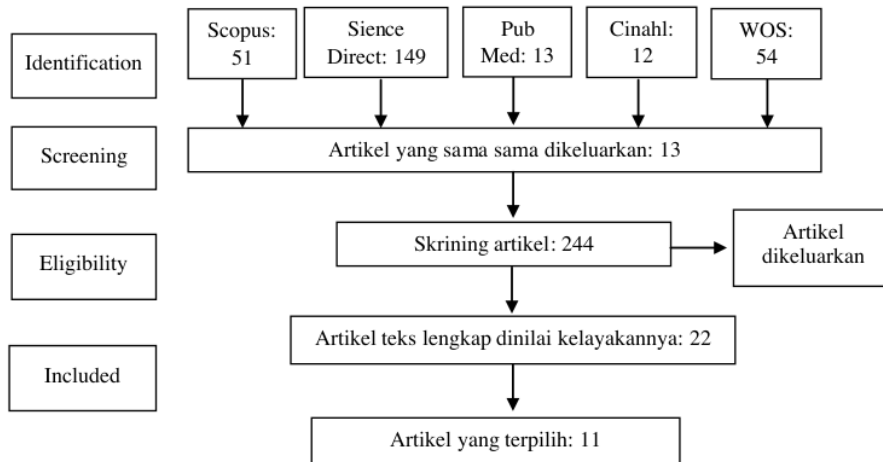 Identification
Scopus:
51
Sience
Direct: 149
Pub
Med: 13
Cinahl:
12
WOS:
54
Screening
Artikel yang sama sama dikeluarkan: 13
Eligibility
Skrining artikel: 244
Artikel
dikeluarkan
Artikel teks lengkap dinilai kelayakannya: 22
Included
Artikel yang terpilih: 11